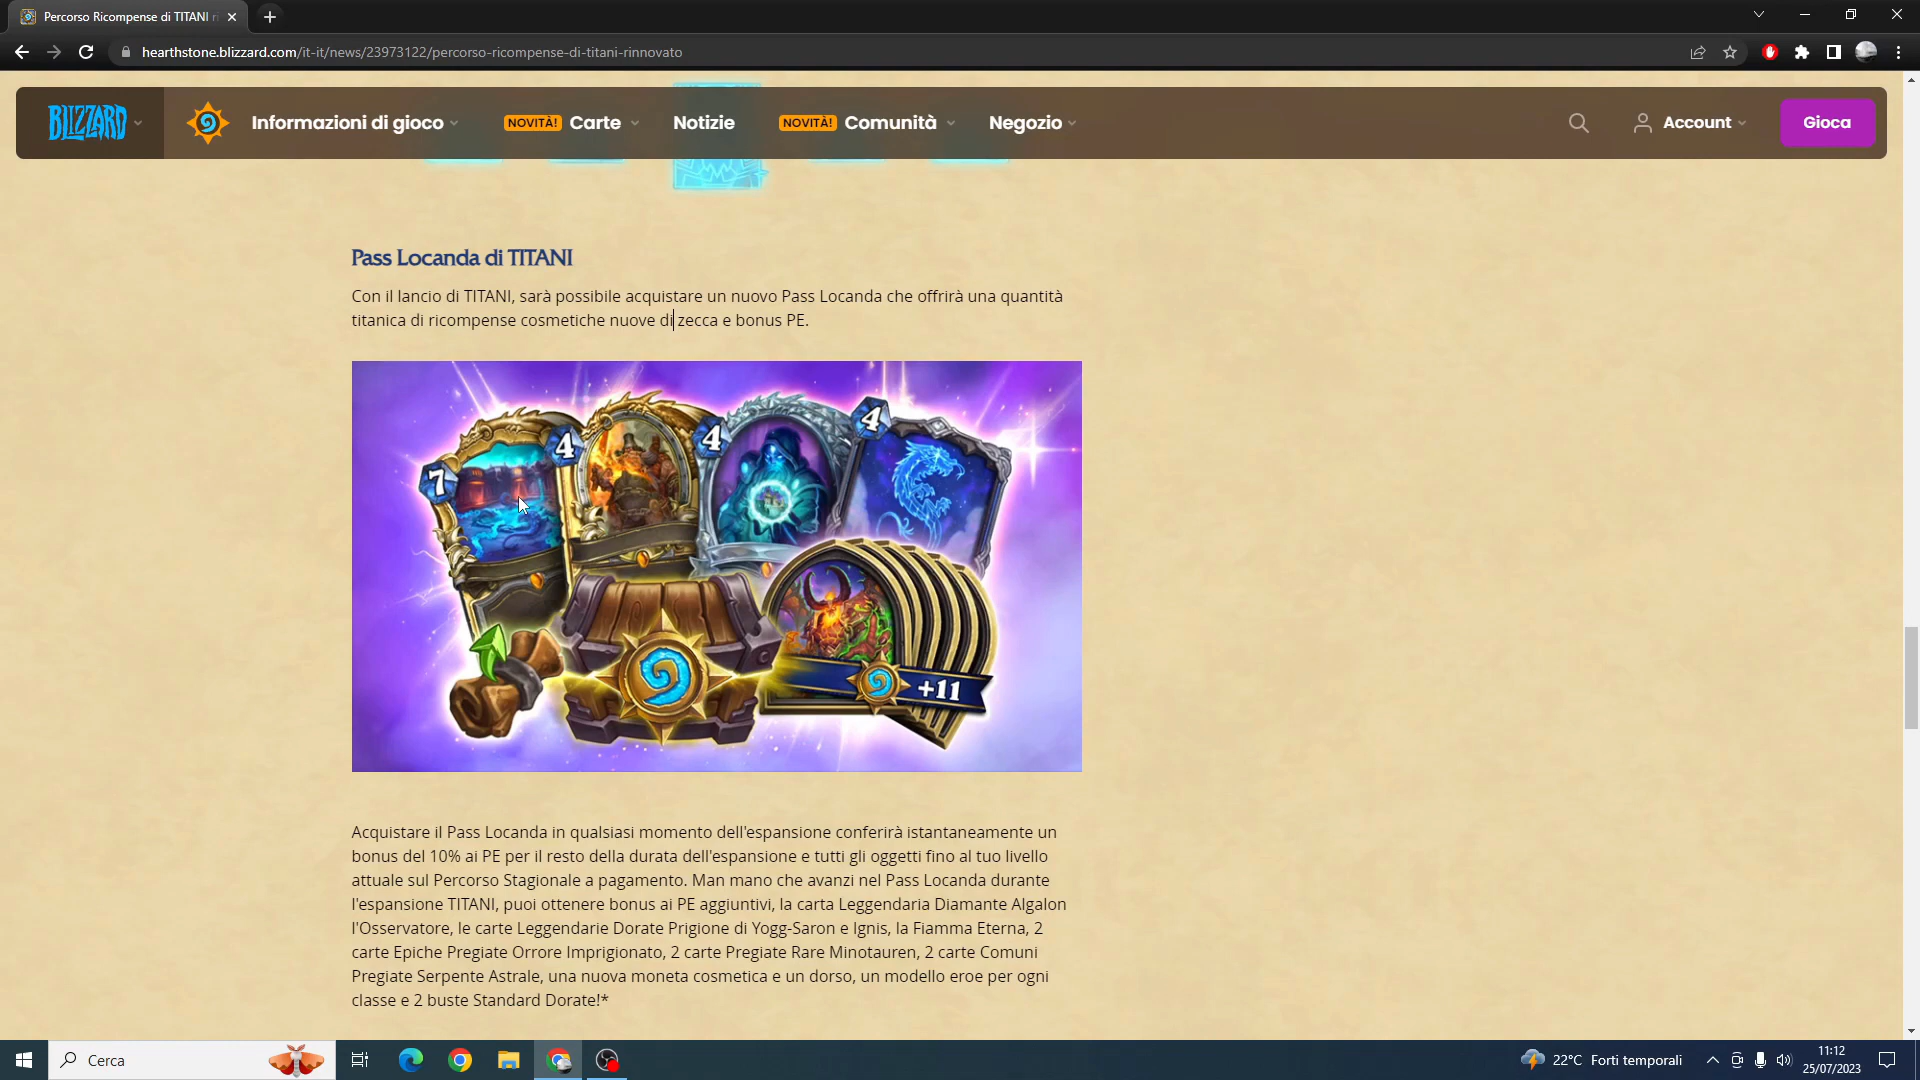 Percorso Ricompense di TITANI ri
hearthstone.blizzard.com/it-it/news/23973122/percorso-ricompense-di-titani-rinnovato
BLIZZARD
Informazioni di gioco
NOVITÀ! Carte
Notizie
NOVITÀ! Comunità
Negozio
Account
Gioca
Pass Locanda di TITANI
Con il lancio di TITANI, sarà possibile acquistare un nuovo Pass Locanda che offrirà una quantità
titanica di ricompense cosmetiche nuove di zecca e bonus PE.
7
4
4
4
+11
Acquistare il Pass Locanda in qualsiasi momento dell'espansione conferirà istantaneamente un
bonus del 10% ai PE per il resto della durata dell'espansione e tutti gli oggetti fino al tuo livello
attuale sul Percorso Stagionale a pagamento. Man mano che avanzi nel Pass Locanda durante
l'espansione TITANI, puoi ottenere bonus ai PE aggiuntivi, la carta Leggendaria Diamante Algalon
l'Osservatore, le carte Leggendarie Dorate Prigione di Yogg-Saron e Ignis, la Fiamma Eterna, 2
carte Epiche Pregiate Orrore Imprigionato, 2 carte Pregiate Rare Minotauren, 2 carte Comuni
Pregiate Serpente Astrale, una nuova moneta cosmetica e un dorso, un modello eroe per ogni
classe e 2 buste Standard Dorate!*
Cerca
22°C Forti temporali
11:12
25/07/2023